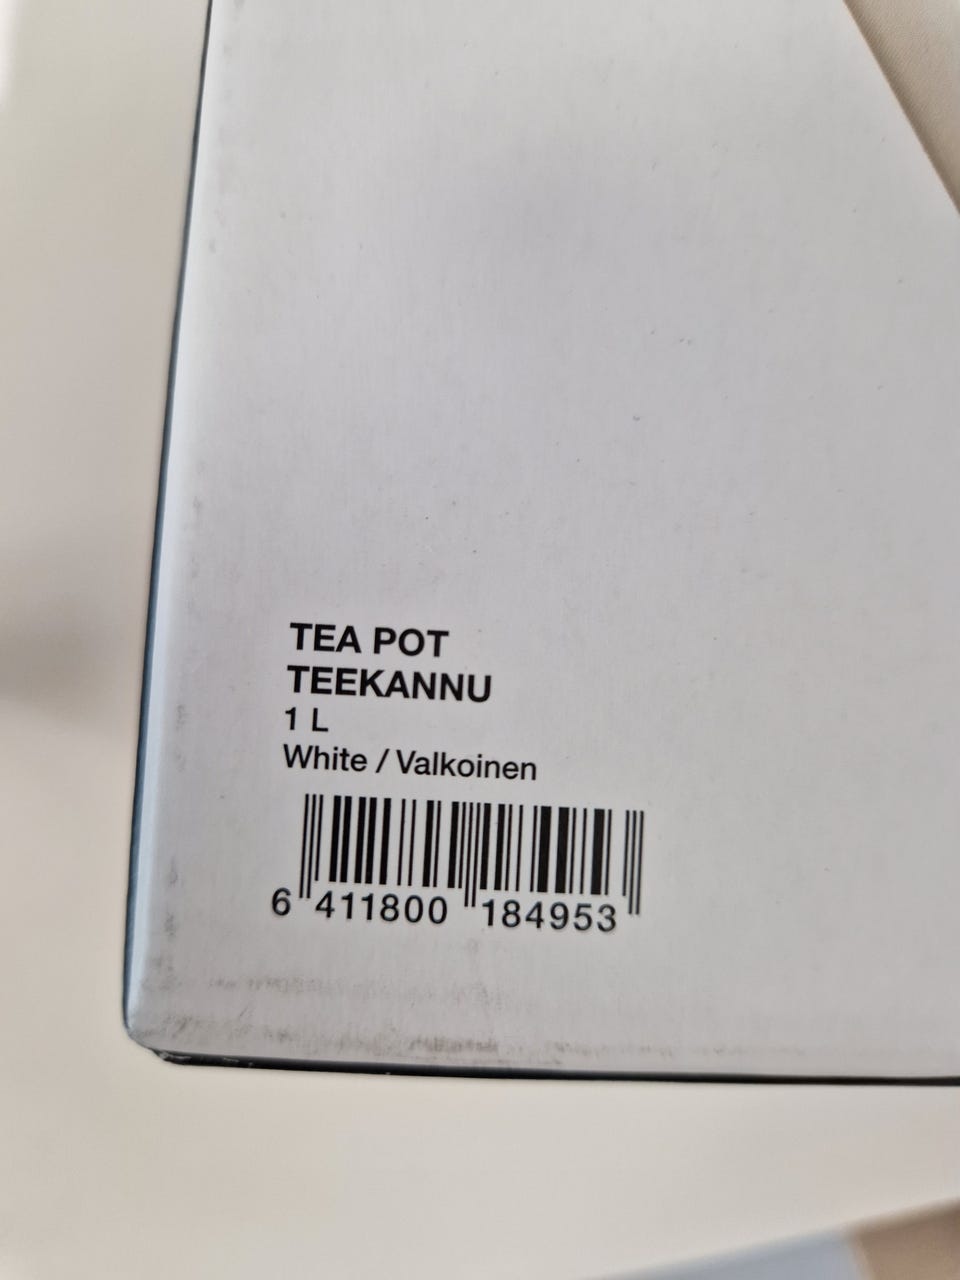 TEA POT
TEEKANNU
1 L
White / Valkoinen
6 411800 184953